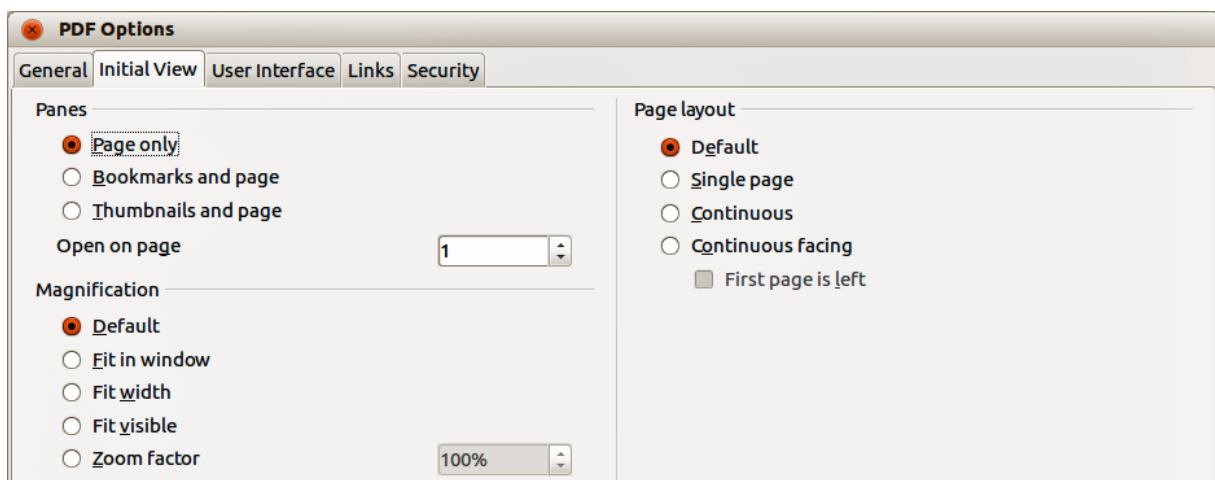 PDF Options
General Initial View User Interface Links Security
Panes
Page only
Bookmarks and page
Thumbnails and page
Open on page 1
Magnification
Default
Fit in window
Fit width
Fit visible
Zoom factor 100%
Page layout
Default
Single page
Continuous
Continuous facing
First page is left